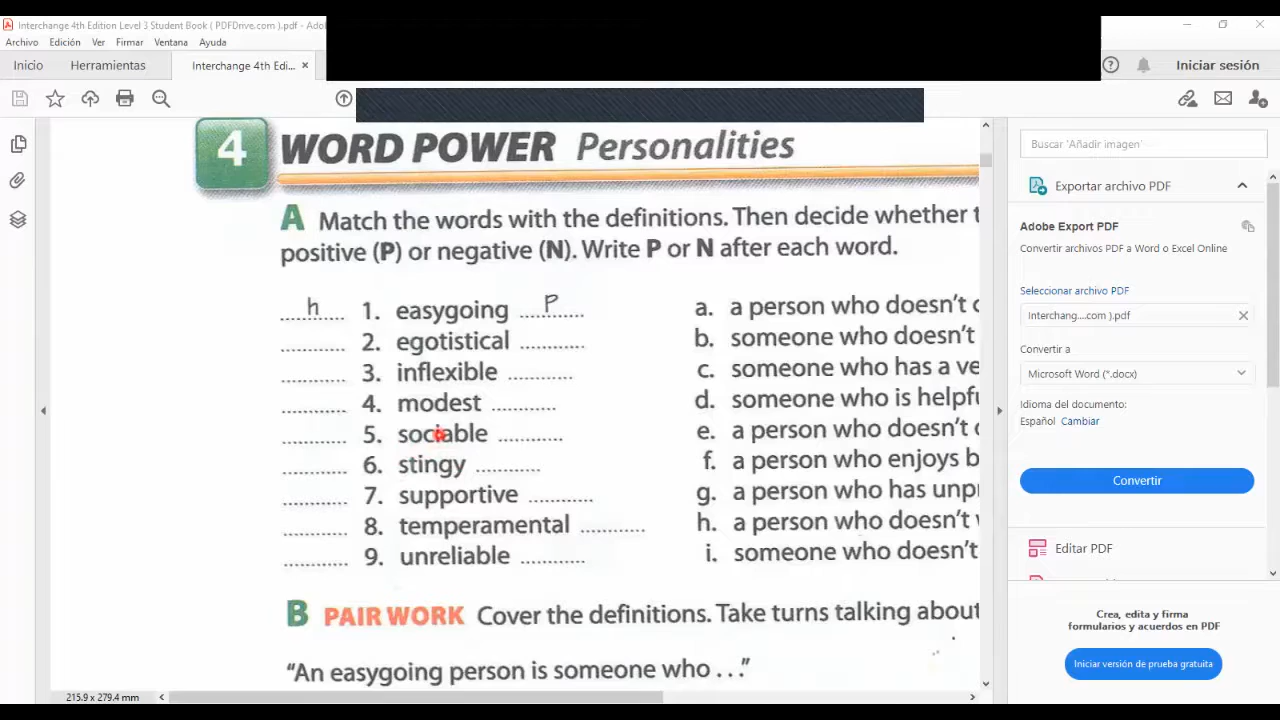 Interchange 4th Edition Level 3 Student Book ( PDFDrive.com ).pdf - Adob
Archivo Edición Ver Firmar Ventana Ayuda
Inicio Herramientas Interchange 4th Edi... × Iniciar sesión
4 WORD POWER Personalities
A Match the words with the definitions. Then decide whether t
positive (P) or negative (N). Write P or N after each word.
h 1. easygoing P
2. egotistical
3. inflexible
4. modest
5. sociable
6. stingy
7. supportive
8. temperamental
9. unreliable
a. a person who doesn't c
b. someone who doesn't
c. someone who has a ve
d. someone who is helpfu
e. a person who doesn't c
f. a person who enjoys b
g. a person who has unpr
h. a person who doesn't w
i. someone who doesn't
B PAIR WORK Cover the definitions. Take turns talking about
"An easygoing person is someone who . . ."
215.9 x 279.4 mm
Buscar 'Añadir imagen'
Exportar archivo PDF
Adobe Export PDF
Convertir archivos PDF a Word o Excel Online
Seleccionar archivo PDF
Interchang....com ).pdf
Convertir a
Microsoft Word (*.docx)
Idioma del documento:
Español Cambiar
Convertir
Editar PDF
Crea, edita y firma
formularios y acuerdos en PDF
Iniciar versión de prueba gratuita